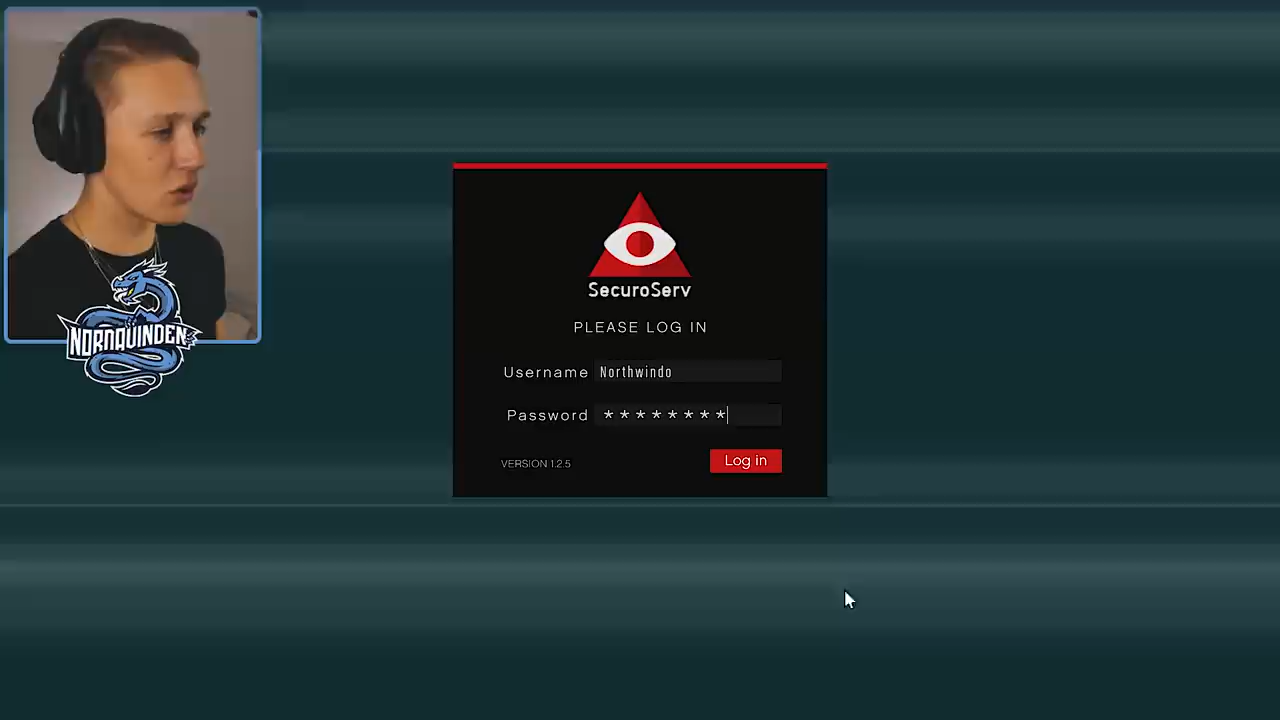 NORDAVINDEN
SecuroServ
PLEASE LOG IN
Username Northwindo
Password ********
VERSION 1.2.5 Log in